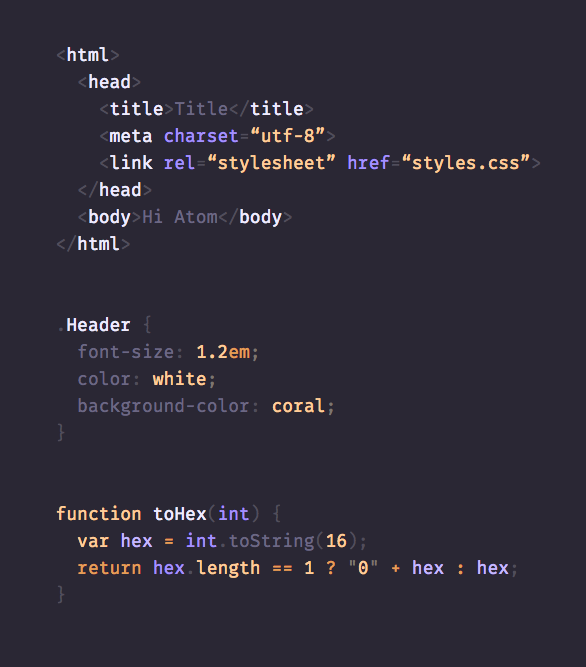 <html>
  <head>
    <title>Title</title>
    <meta charset=“utf-8”>
    <link rel=“stylesheet” href=“styles.css”>
  </head>
  <body>Hi Atom</body>
</html>

.Header {
  font-size: 1.2em;
  color: white;
  background-color: coral;
}

function toHex(int) {
  var hex = int.toString(16);
  return hex.length == 1 ? "0" + hex : hex;
}